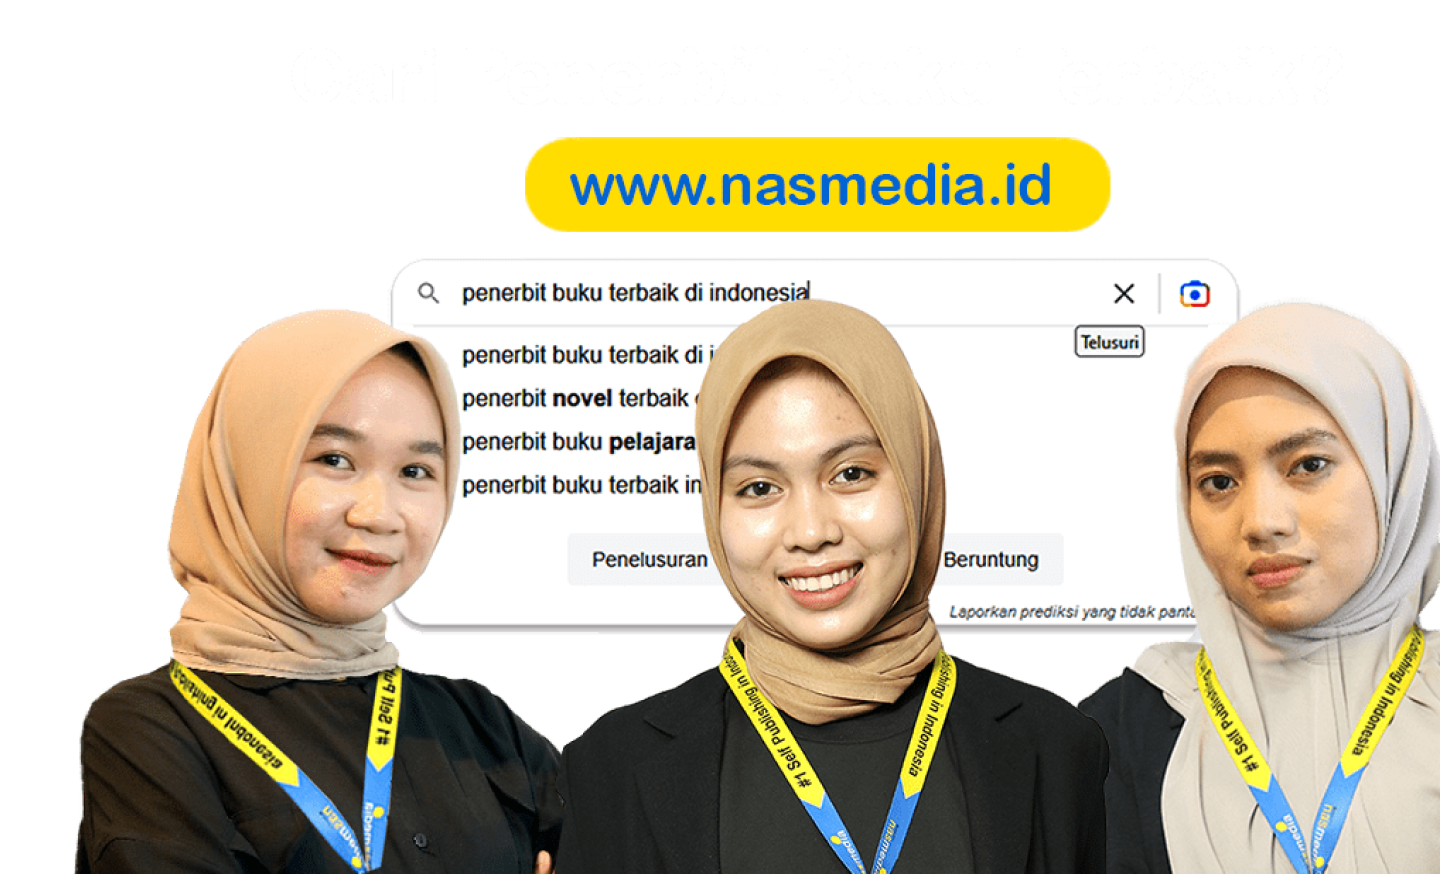 www.nasmedia.id
penerbit buku terbaik di indonesia
Telusuri
penerbit buku terbaik di
penerbit novel terbaik
penerbit buku pelajara
penerbit buku terbaik in
Penelusuran
Beruntung
Laporkan prediksi yang tidak pantu
#1 Self Publishing in Indonesia
nasmedia
#1 Self Publishing in Indonesia
nasmedia
#1 Self Publishing in Indonesia
nasmedia